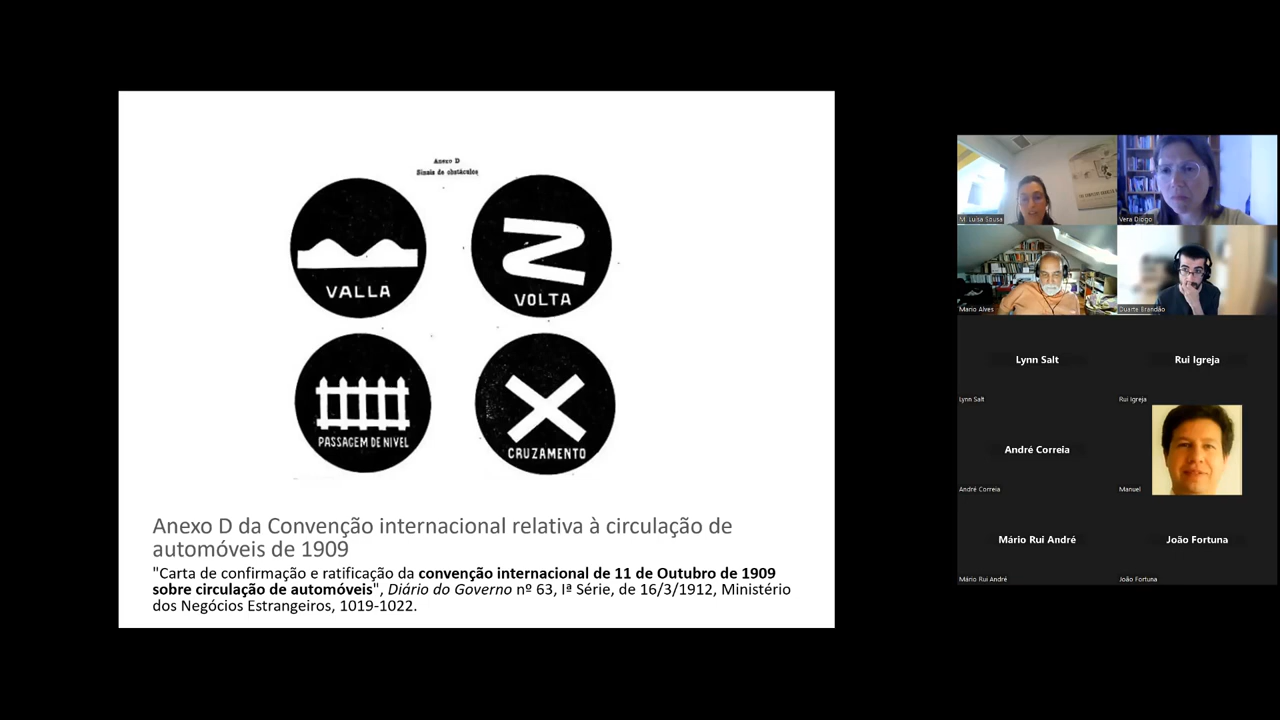 Anexo D
Sinais de obstáculos
VALLA
VOLTA
PASSAGEM DE NIVEL
CRUZAMENTO
Anexo D da Convenção internacional relativa à circulação de
automóveis de 1909
"Carta de confirmação e ratificação da convenção internacional de 11 de Outubro de 1909
sobre circulação de automóveis", Diário do Governo nº 63, Iª Série, de 16/3/1912, Ministério
dos Negócios Estrangeiros, 1019-1022.
M. Luísa Sousa
Vera Diogo
Mario Alves
Duarte Brandão
Lynn Salt
Rui Igreja
Lynn Salt
Rui Igreja
André Correia
André Correia
Manuel
Mário Rui André
João Fortuna
Mário Rui André
João Fortuna